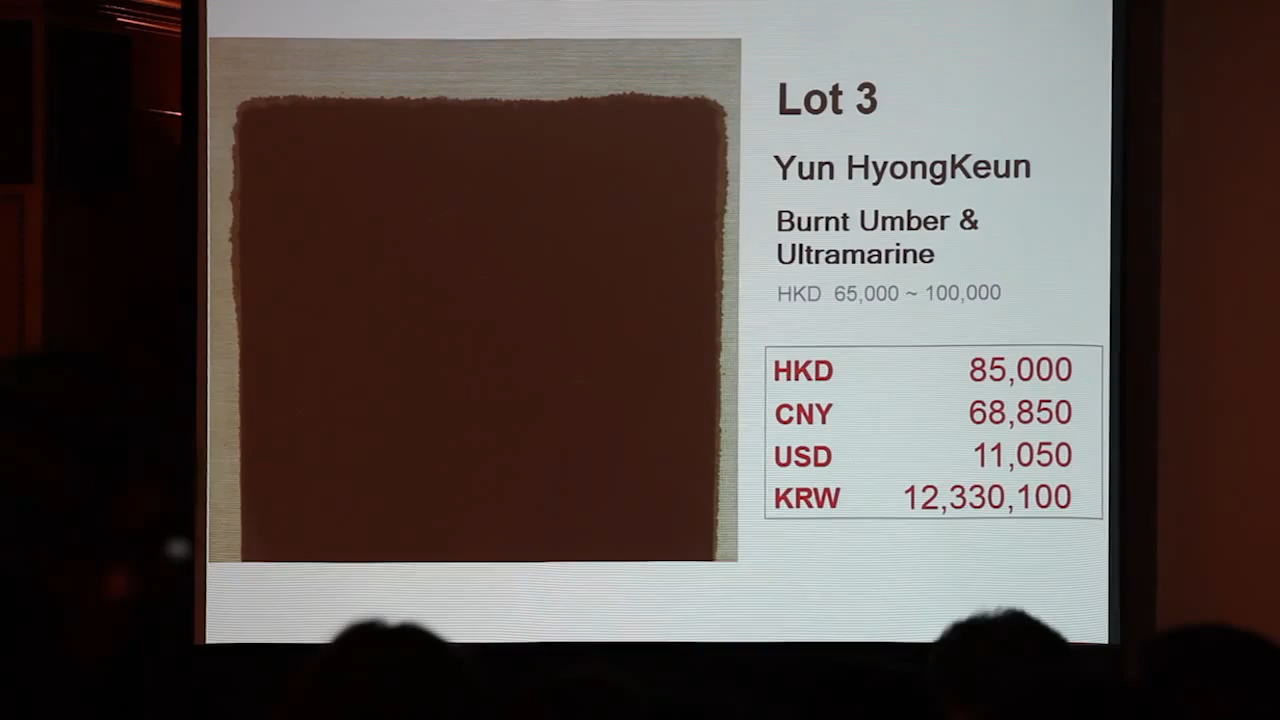 Lot 3
Yun HyongKeun
Burnt Umber &
Ultramarine
HKD 65,000 ~ 100,000
HKD 85,000
CNY 68,850
USD 11,050
KRW 12,330,100